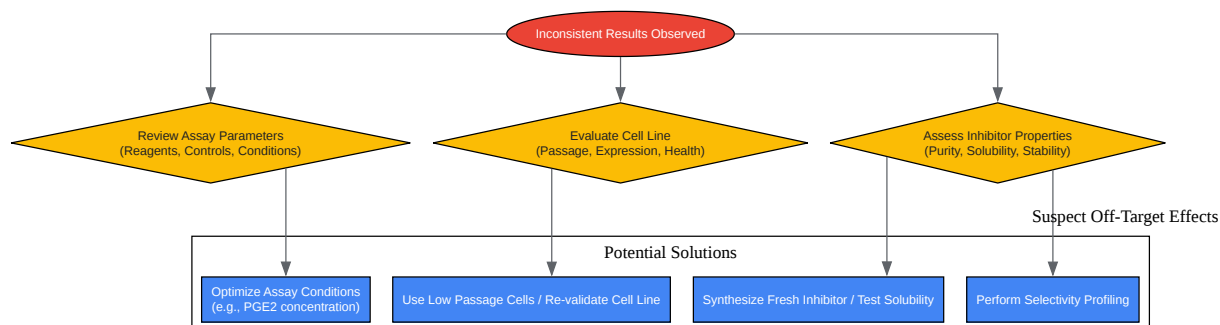 Inconsistent Results Observed
Review Assay Parameters
(Reagents, Controls, Conditions)
Evaluate Cell Line
(Passage, Expression, Health)
Assess Inhibitor Properties
(Purity, Solubility, Stability)
Suspect Off-Target Effects
Potential Solutions
Optimize Assay Conditions
(e.g., PGE2 concentration)
Use Low Passage Cells / Re-validate Cell Line
Synthesize Fresh Inhibitor / Test Solubility
Perform Selectivity Profiling